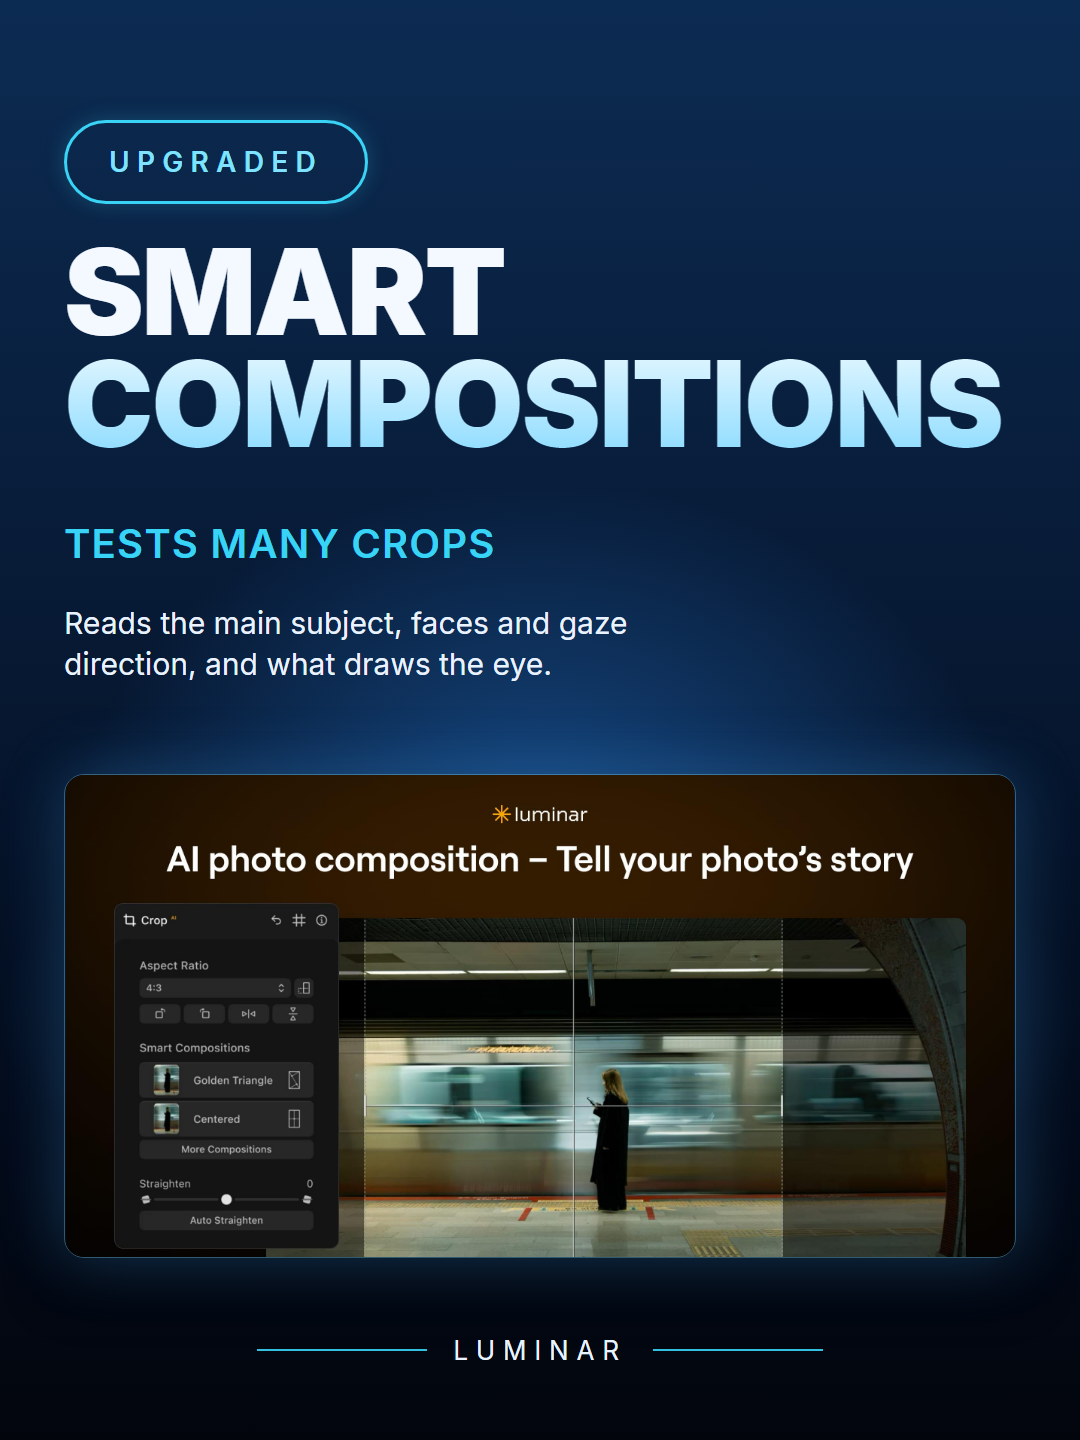 UPGRADED
SMART
COMPOSITIONS
TESTS MANY CROPS
Reads the main subject, faces and gaze
direction, and what draws the eye.
luminar
AI photo composition – Tell your photo’s story
Crop AI
Aspect Ratio
4:3
Smart Compositions
Golden Triangle
Centered
More Compositions
Straighten 0
Auto Straighten
LUMINAR